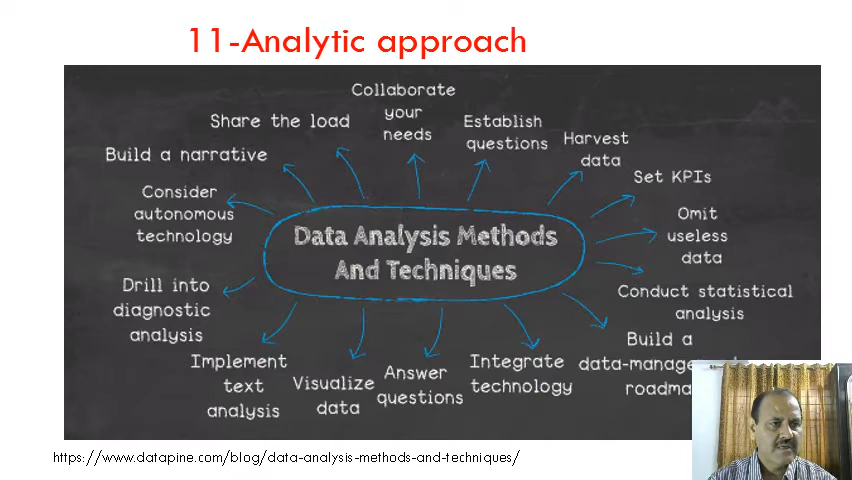 11-Analytic approach
Collaborate
your
needs
Share the load
Establish
questions
Harvest
data
Build a narrative
Set KPIs
Consider
autonomous
technology
Omit
useless
data
Data Analysis Methods
And Techniques
Drill into
diagnostic
analysis
Conduct statistical
analysis
Build a
Implement
text
analysis
Visualize
data
Answer
questions
Integrate
technology
https://www.datapine.com/blog/data-analysis-methods-and-techniques/